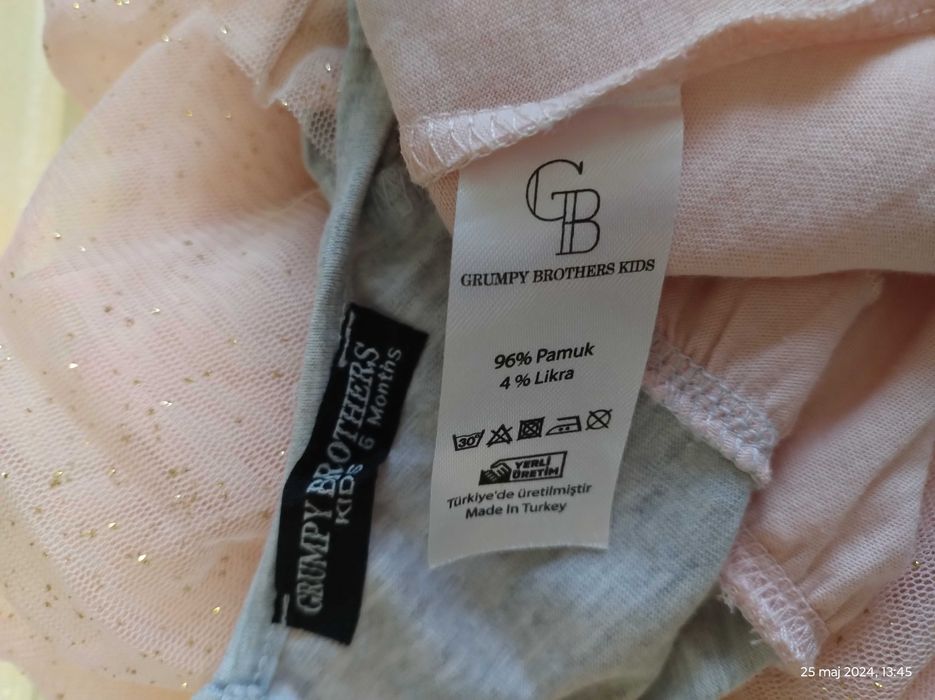 GB
GRUMPY BROTHERS KIDS
96% Pamuk
4 % Likra
30°
YERLİ
ÜRETİM
Türkiye'de üretilmiştir
Made In Turkey
GRUMPY BROTHERS
KIDS 6 Months
25 maj 2024, 13:45